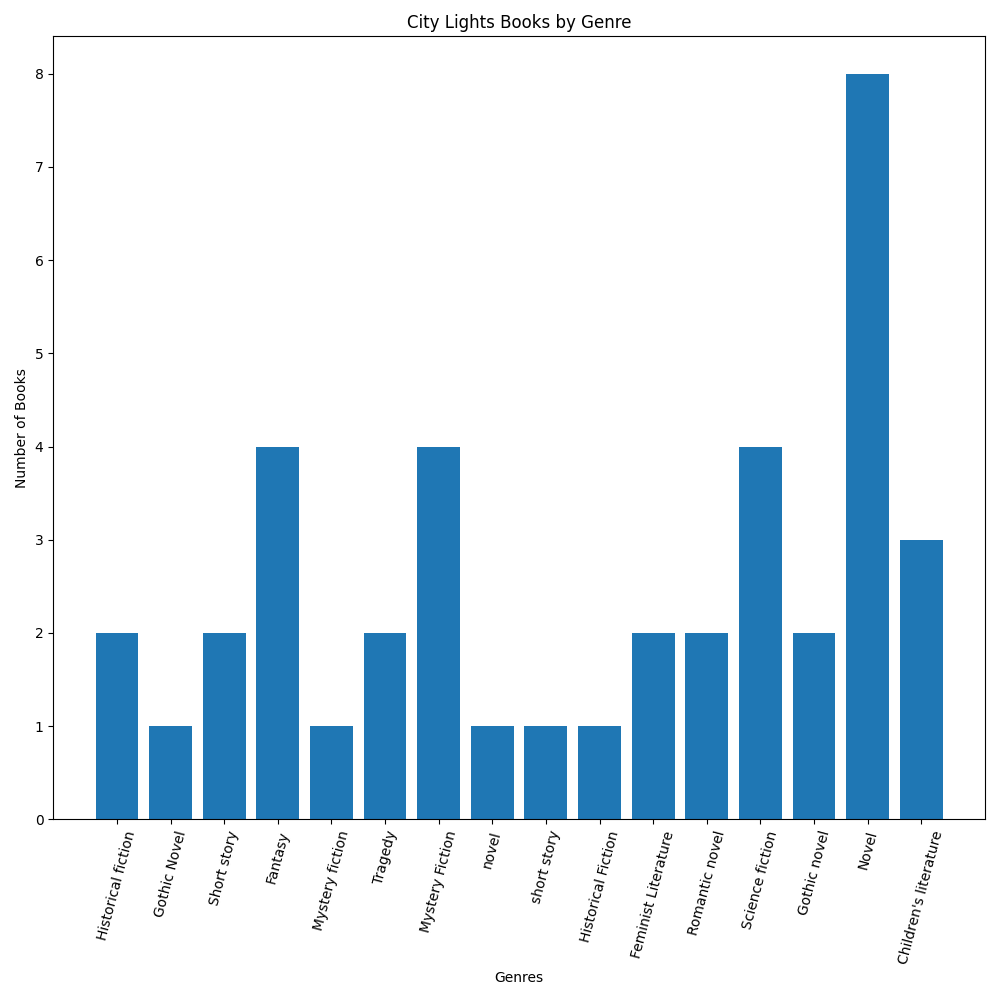 City Lights Books by Genre
Number of Books
8
7
6
5
4
3
2
1
0
Historical fiction
Gothic Novel
Short story
Fantasy
Mystery fiction
Tragedy
Mystery Fiction
novel
short story
Historical Fiction
Feminist Literature
Romantic novel
Science fiction
Gothic novel
Novel
Children's literature
Genres